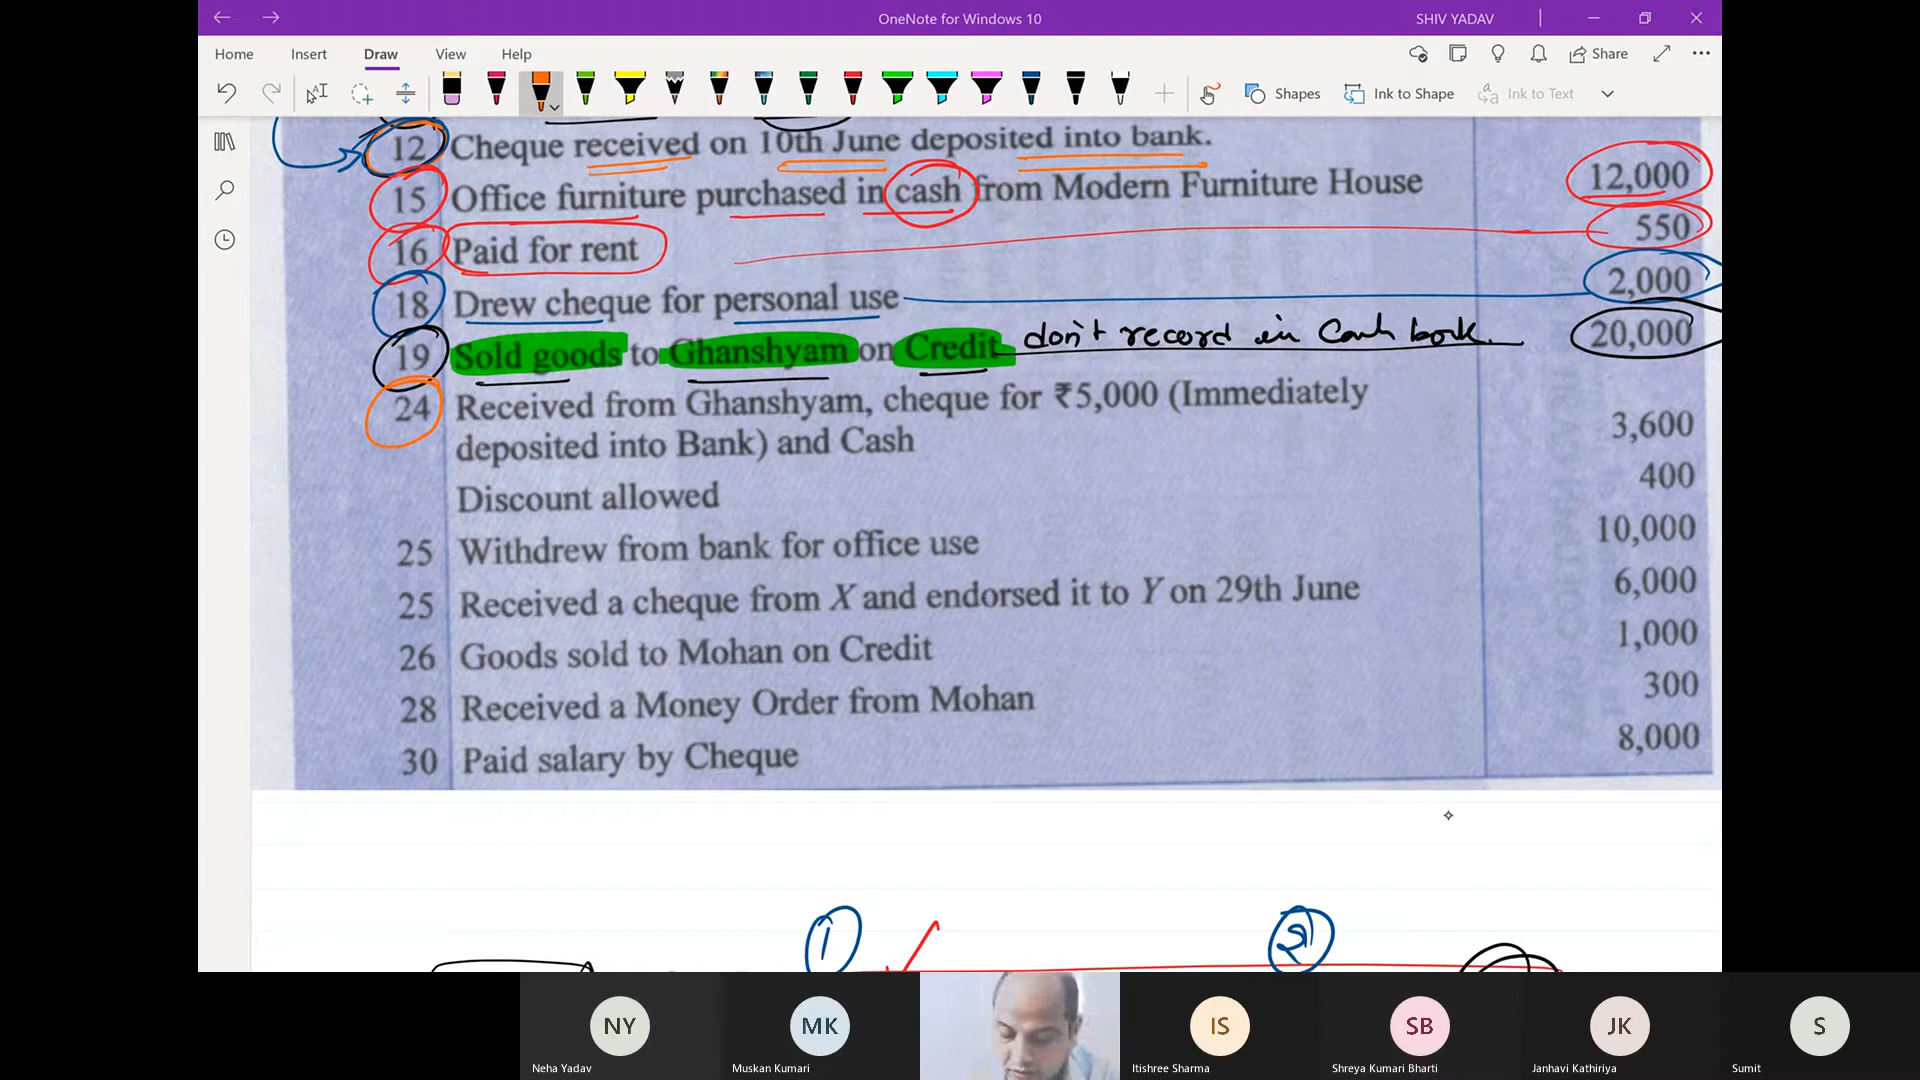 OneNote for Windows 10
SHIV YADAV
Home Insert Draw View Help
Share
Shapes Ink to Shape Ink to Text
12 Cheque received on 10th June deposited into bank.
15 Office furniture purchased in cash from Modern Furniture House 12,000
16 Paid for rent 550
18 Drew cheque for personal use 2,000
19 Sold goods to Ghanshyam on Credit don't record in Cash book. 20,000
24 Received from Ghanshyam, cheque for ₹5,000 (Immediately
deposited into Bank) and Cash 3,600
Discount allowed 400
25 Withdrew from bank for office use 10,000
25 Received a cheque from X and endorsed it to Y on 29th June 6,000
26 Goods sold to Mohan on Credit 1,000
28 Received a Money Order from Mohan 300
30 Paid salary by Cheque 8,000
1
NY MK IS SB JK S
Neha Yadav Muskan Kumari Itishree Sharma Shreya Kumari Bharti Janhavi Kathiriya Sumit